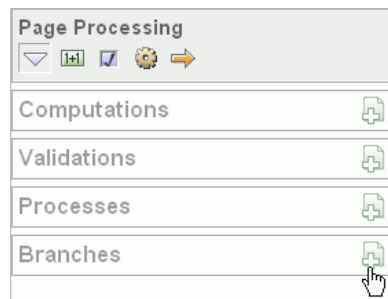 Page Processing
1+1
Computations
Validations
Processes
Branches